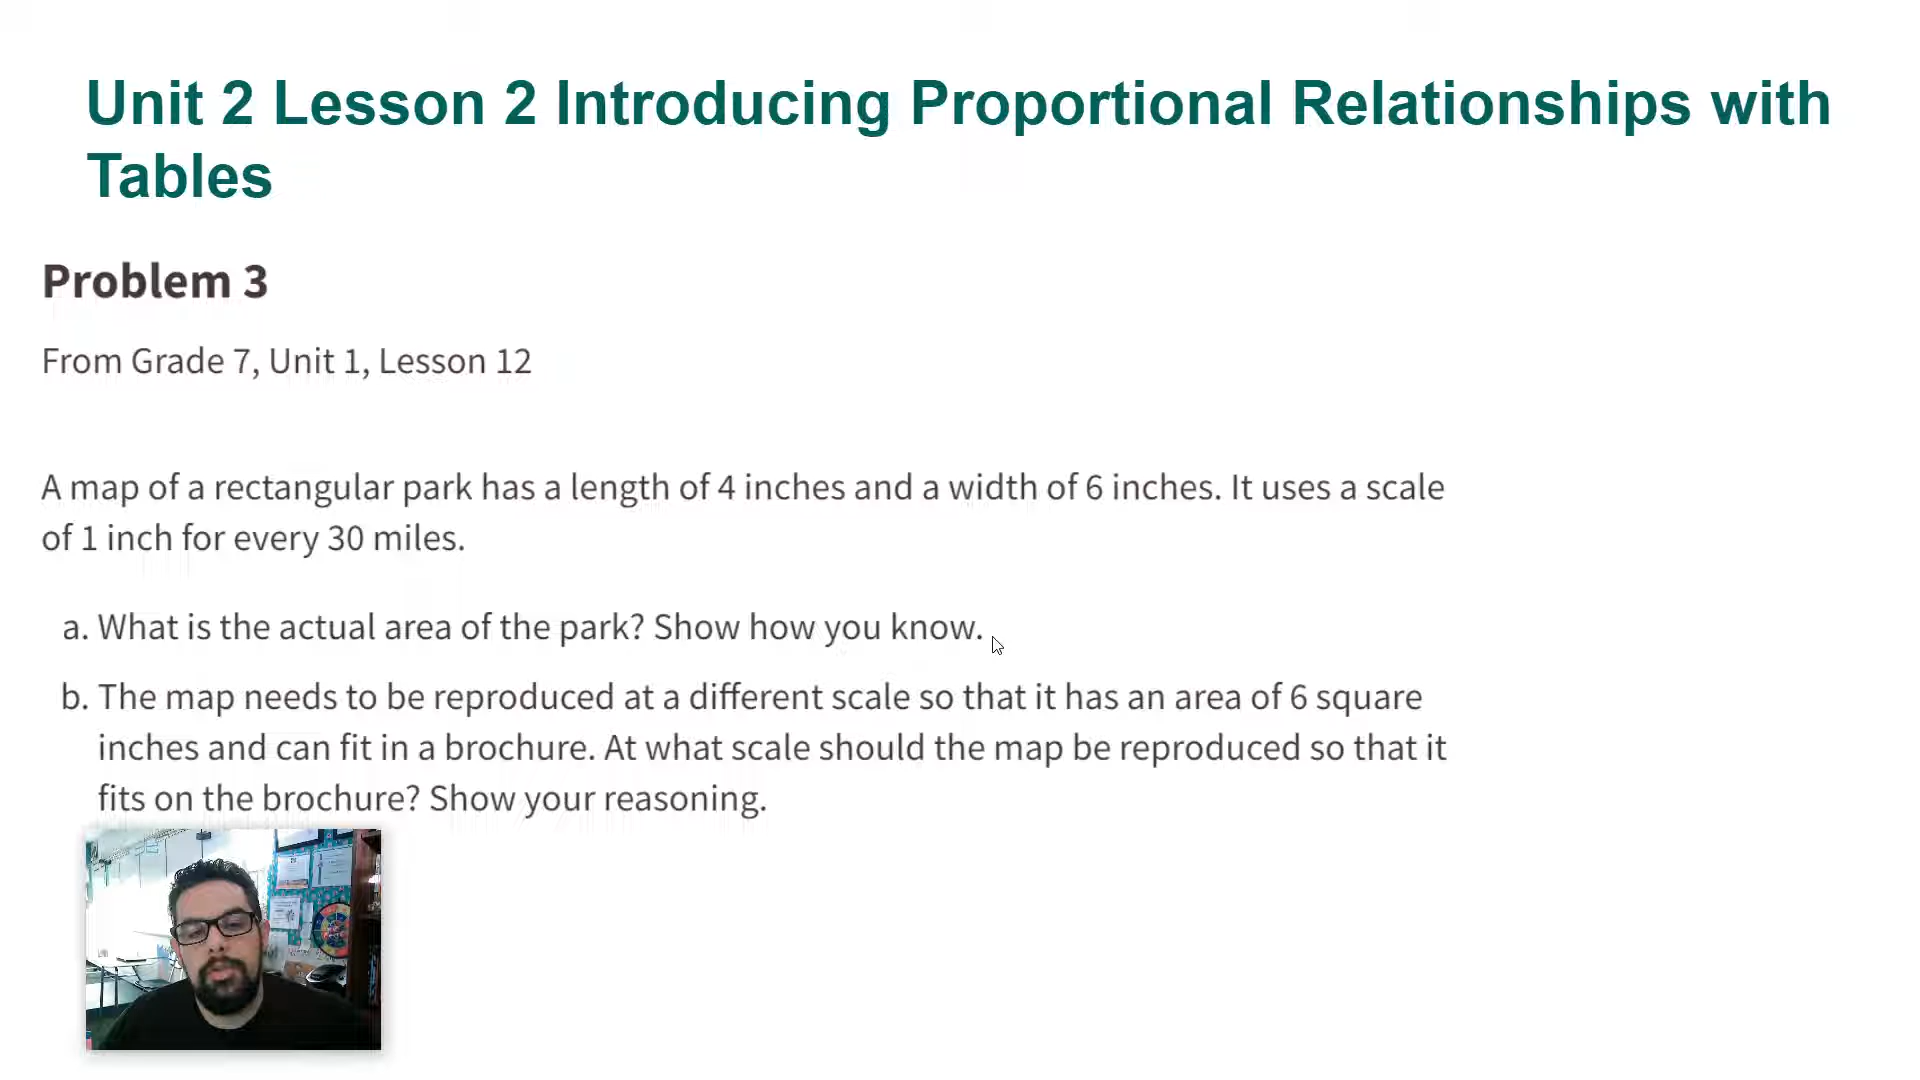 Unit 2 Lesson 2 Introducing Proportional Relationships with
Tables
Problem 3
From Grade 7, Unit 1, Lesson 12
A map of a rectangular park has a length of 4 inches and a width of 6 inches. It uses a scale
of 1 inch for every 30 miles.
a. What is the actual area of the park? Show how you know.
b. The map needs to be reproduced at a different scale so that it has an area of 6 square
inches and can fit in a brochure. At what scale should the map be reproduced so that it
fits on the brochure? Show your reasoning.